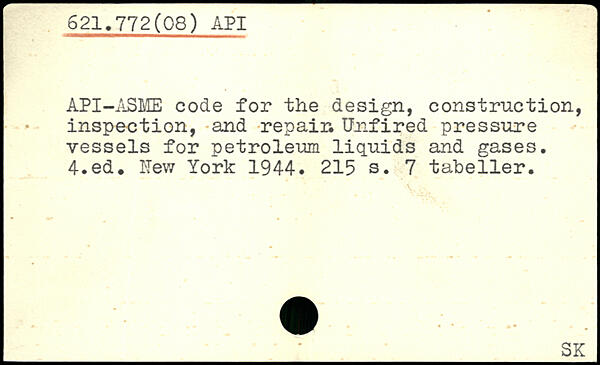 621.772(08) API
API-ASME code for the design, construction,
inspection, and repair. Unfired pressure
vessels for petroleum liquids and gases.
4.ed. New York 1944. 215 s. 7 tabeller.
SK